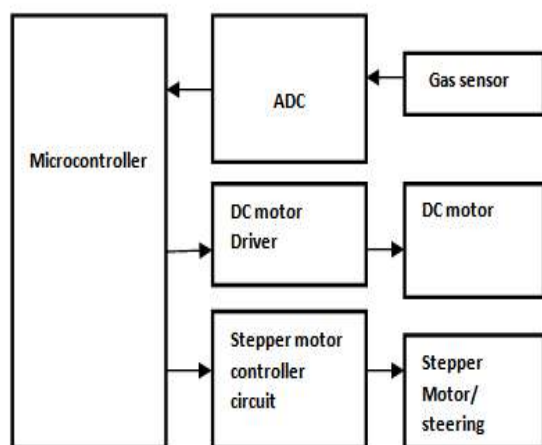 Microcontroller
ADC
Gas sensor
DC motor
Driver
DC motor
Stepper motor
controller
circuit
Stepper
Motor/
steering